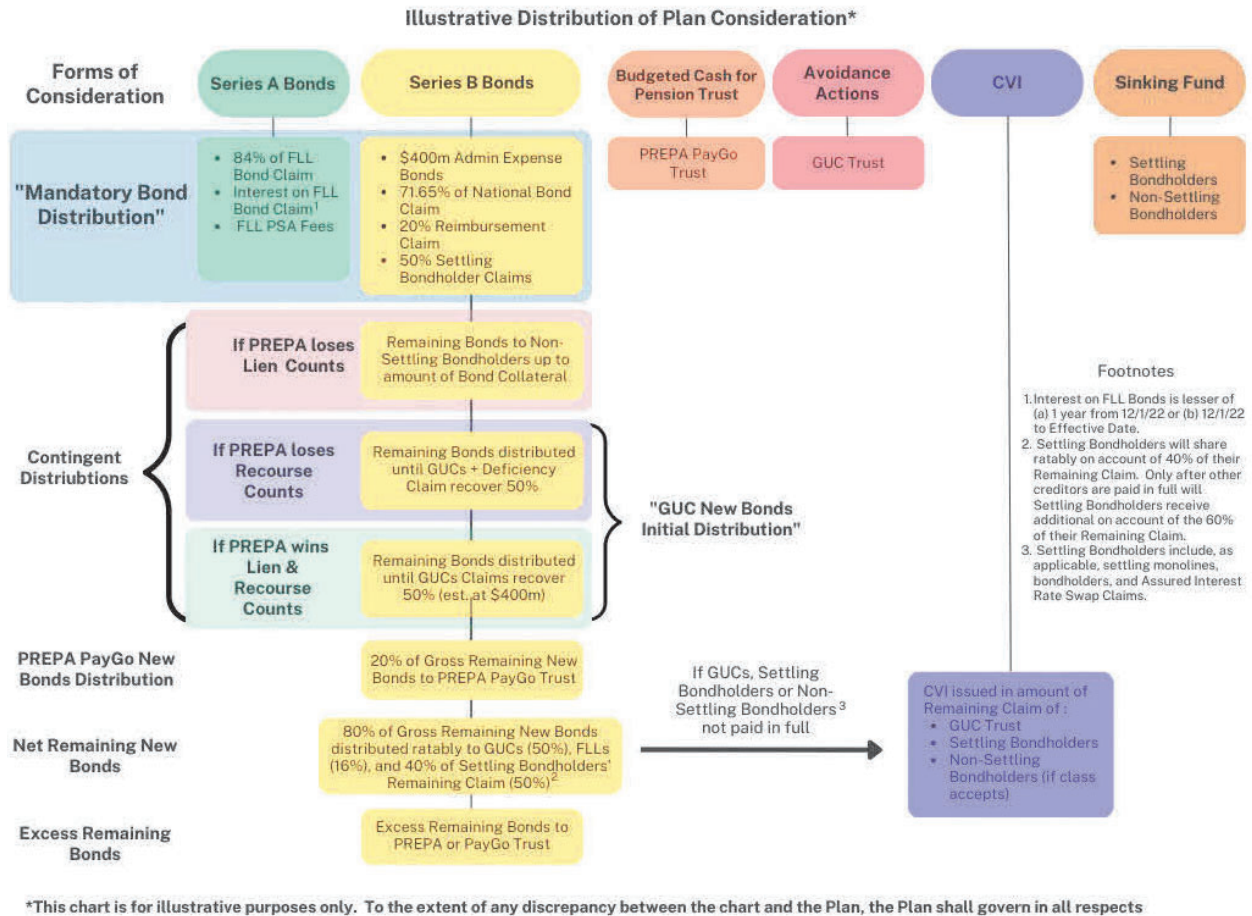 Illustrative Distribution of Plan Consideration*
Forms of
Consideration
Series A Bonds
Series B Bonds
Budgeted Cash for
Pension Trust
Avoidance
Actions
CVI
Sinking Fund
"Mandatory Bond
Distribution"
• 84% of FLL
Bond Claim
• Interest on FLL
Bond Claim¹
• FLL PSA Fees
• $400m Admin Expense
Bonds
• 71.65% of National Bond
Claim
• 20% Reimbursement
Claim
• 50% Settling
Bondholder Claims
PREPA PayGo
Trust
GUC Trust
• Settling
Bondholders
• Non-Settling
Bondholders
Contingent
Distriubtions
If PREPA loses
Lien Counts
Remaining Bonds to Non-
Settling Bondholders up to
amount of Bond Collateral
If PREPA loses
Recourse
Counts
Remaining Bonds distributed
until GUCs + Deficiency
Claim recover 50%
If PREPA wins
Lien &
Recourse
Counts
Remaining Bonds distributed
until GUCs Claims recover
50% (est. at $400m)
"GUC New Bonds
Initial Distribution"
Footnotes
1. Interest on FLL Bonds is lesser of
(a) 1 year from 12/1/22 or (b) 12/1/22
to Effective Date.
2. Settling Bondholders will share
ratably on account of 40% of their
Remaining Claim. Only after other
creditors are paid in full will
Settling Bondholders receive
additional on account of the 60%
of their Remaining Claim.
3. Settling Bondholders include, as
applicable, settling monolines,
bondholders, and Assured Interest
Rate Swap Claims.
PREPA PayGo New
Bonds Distribution
20% of Gross Remaining New
Bonds to PREPA PayGo Trust
Net Remaining New
Bonds
80% of Gross Remaining New Bonds
distributed ratably to GUCs (50%), FLLs
(16%), and 40% of Settling Bondholders'
Remaining Claim (50%)²
If GUCs, Settling
Bondholders or Non-
Settling Bondholders³
not paid in full
CVI issued in amount of
Remaining Claim of :
• GUC Trust
• Settling Bondholders
• Non-Settling
Bondholders (if class
accepts)
Excess Remaining
Bonds
Excess Remaining Bonds to
PREPA or PayGo Trust
*This chart is for illustrative purposes only. To the extent of any discrepancy between the chart and the Plan, the Plan shall govern in all respects